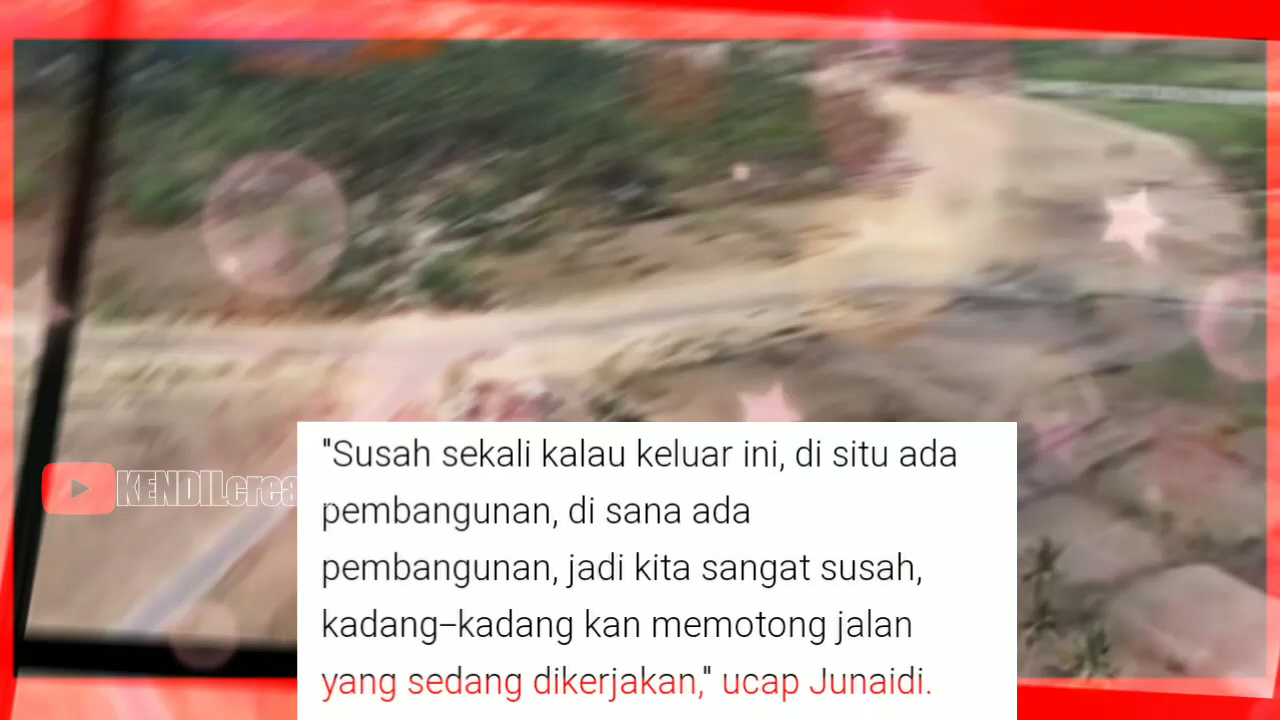 "Susah sekali kalau keluar ini, di situ ada
pembangunan, di sana ada
pembangunan, jadi kita sangat susah,
kadang–kadang kan memotong jalan
yang sedang dikerjakan," ucap Junaidi.
KENDILcrea